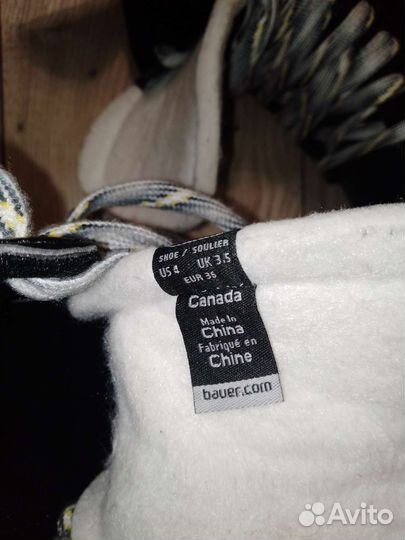 SHOE / SOULIER
US 4 UK 3.5
EUR 36
Canada
Made in
China
Fabriqué en
Chine
bauer.com
Avito